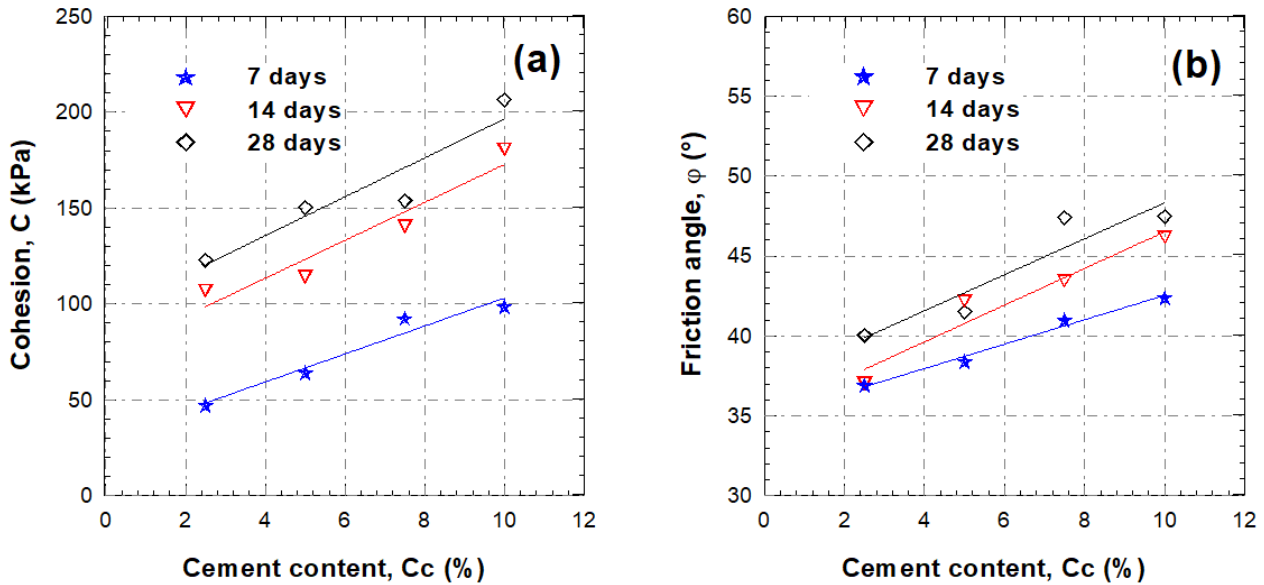 (a)
7 days
14 days
28 days
Cohesion, C (kPa)
250
200
150
100
50
0
0 2 4 6 8 10 12
Cement content, Cc (%)
(b)
7 days
14 days
28 days
Friction angle, φ (°)
60
55
50
45
40
35
30
0 2 4 6 8 10 12
Cement content, Cc (%)